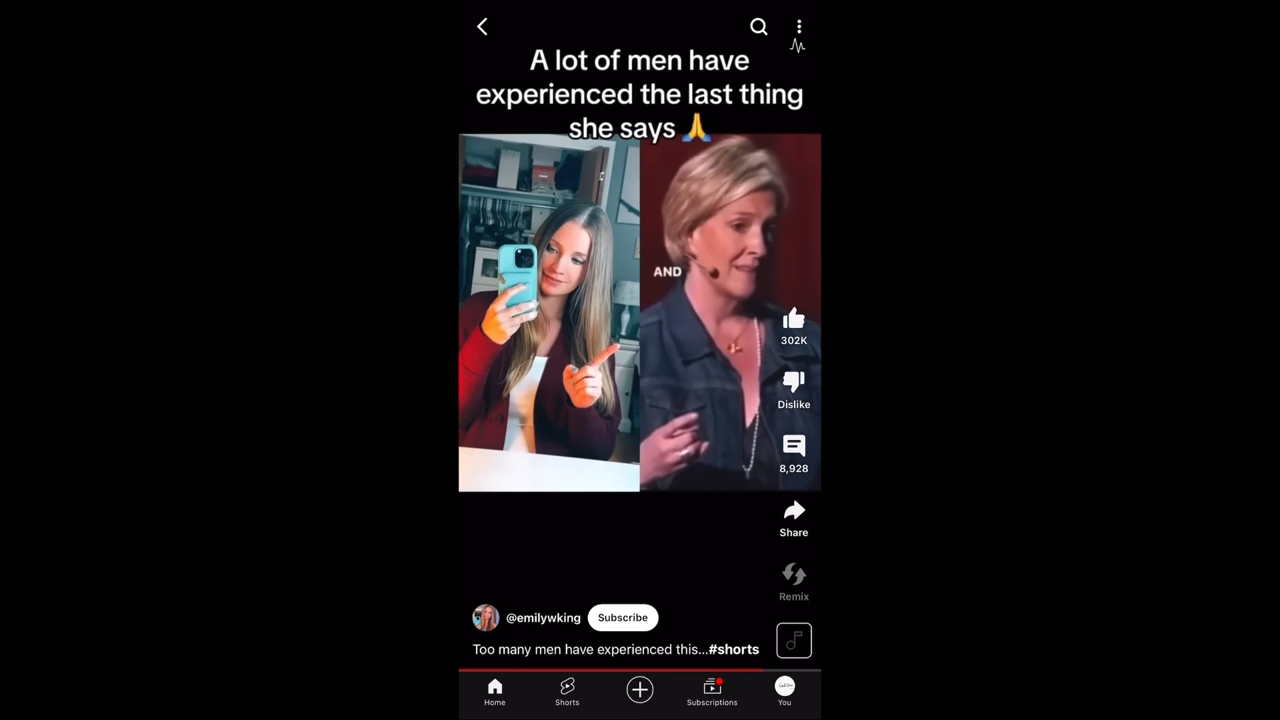 A lot of men have
experienced the last thing
she says 🙏
AND
302K
Dislike
8,928
Share
Remix
@emilywking
Subscribe
Too many men have experienced this...#shorts
Home
Shorts
Subscriptions
You